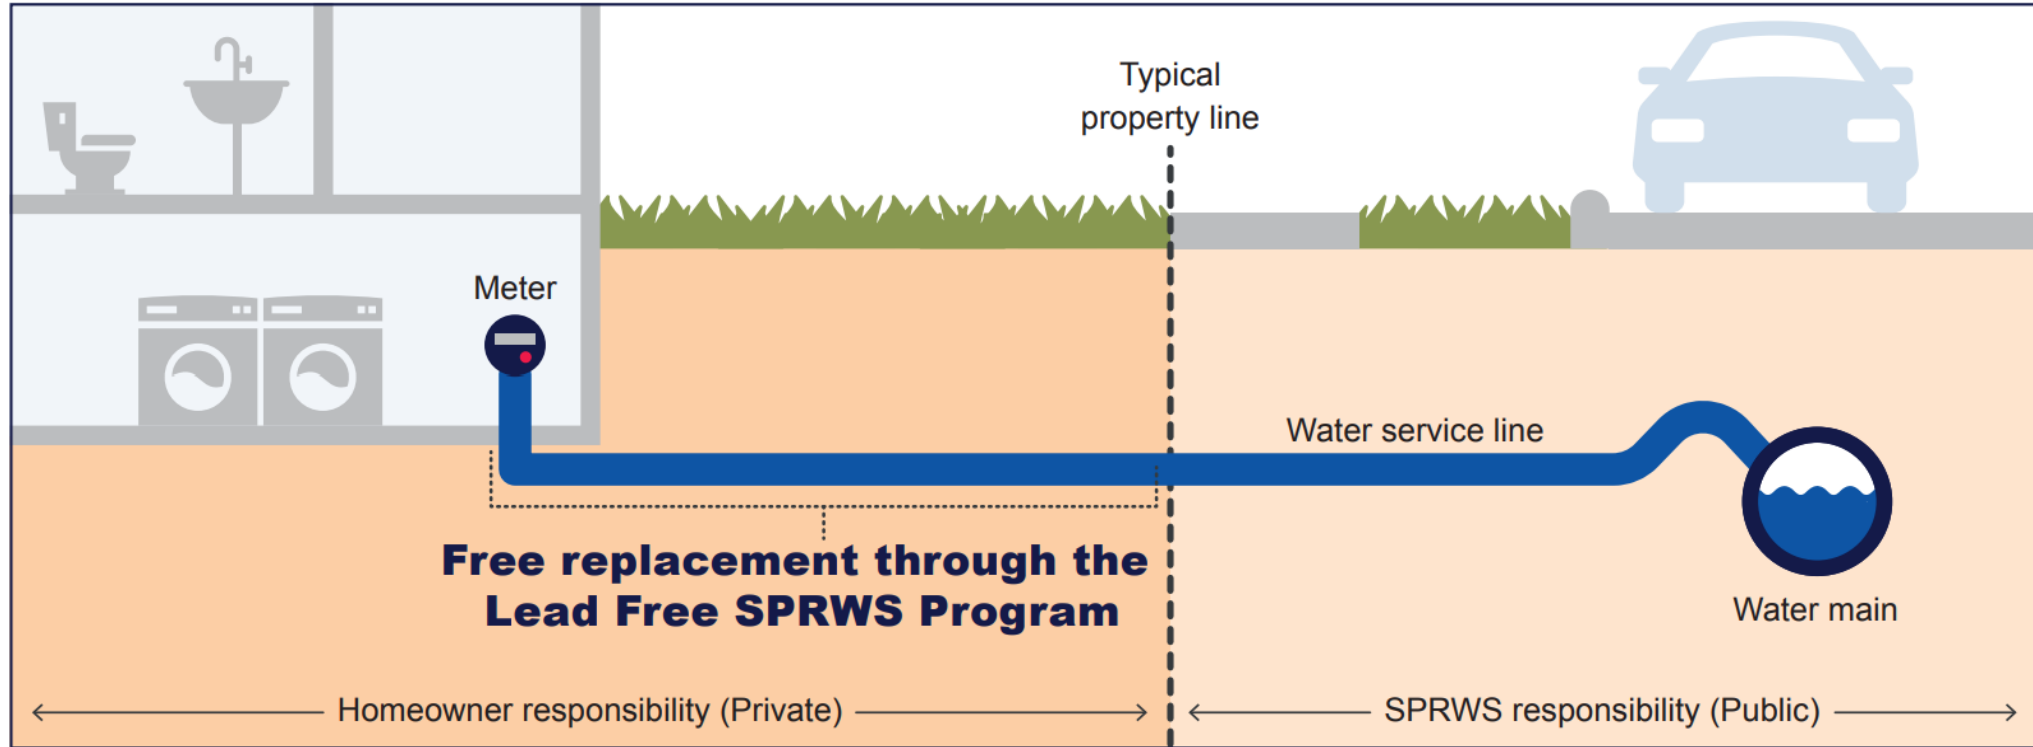 Typical
property line
Meter
Water service line
Free replacement through the
Lead Free SPRWS Program
Water main
Homeowner responsibility (Private)
SPRWS responsibility (Public)